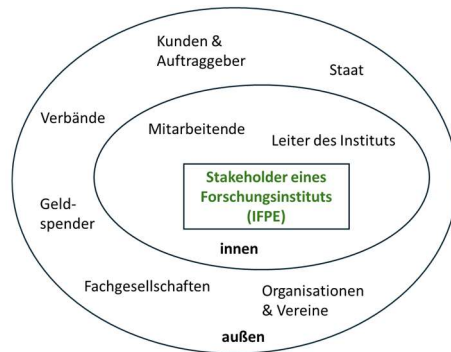 Kunden &
Auftraggeber
Staat
Verbände
Mitarbeitende
Leiter des Instituts
Stakeholder eines
Forschungsinstituts
(IFPE)
Geld-
spender
innen
Fachgesellschaften
Organisationen
& Vereine
außen